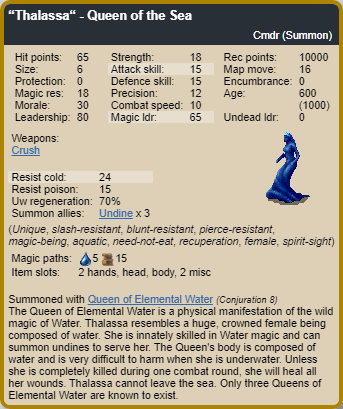 “Thalassa“ - Queen of the Sea
Cmdr (Summon)
Hit points: 65 Strength: 18 Rec points: 10000
Size: 6 Attack skill: 15 Map move: 16
Protection: 0 Defence skill: 15 Encumbrance: 0
Magic res: 18 Precision: 12 Age: 600
Morale: 30 Combat speed: 10 (1000)
Leadership: 80 Magic ldr: 65 Undead ldr: 0
Weapons:
Crush
Resist cold: 24
Resist poison: 15
Uw regeneration: 70%
Summon allies: Undine x 3
(Unique, slash-resistant, blunt-resistant, pierce-resistant,
magic-being, aquatic, need-not-eat, recuperation, female, spirit-sight)
Magic paths: 5 15
Item slots: 2 hands, head, body, 2 misc
Summoned with Queen of Elemental Water (Conjuration 8)
The Queen of Elemental Water is a physical manifestation of the wild
magic of Water. Thalassa resembles a huge, crowned female being
composed of water. She is innately skilled in Water magic and can
summon undines to serve her. The Queen's body is composed of
water and is very difficult to harm when she is underwater. Unless
she is completely killed during one combat round, she will heal all
her wounds. Thalassa cannot leave the sea. Only three Queens of
Elemental Water are known to exist.